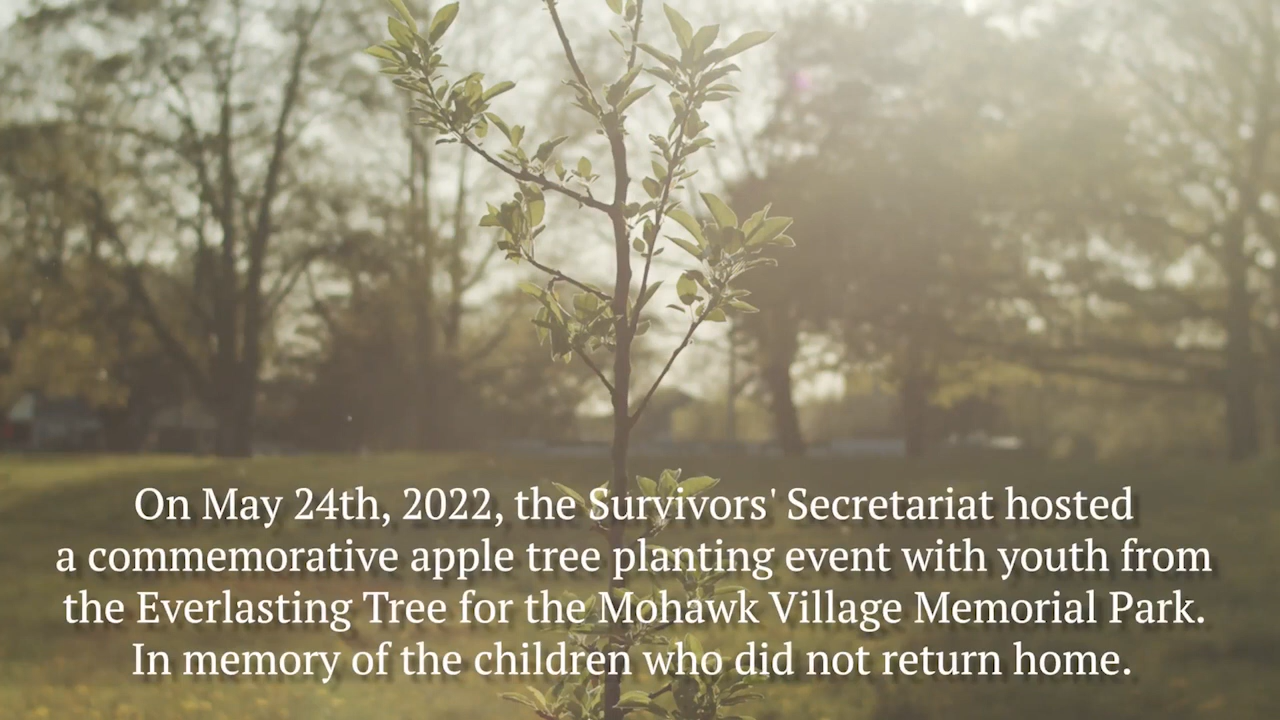 On May 24th, 2022, the Survivors' Secretariat hosted
a commemorative apple tree planting event with youth from
the Everlasting Tree for the Mohawk Village Memorial Park.
In memory of the children who did not return home.